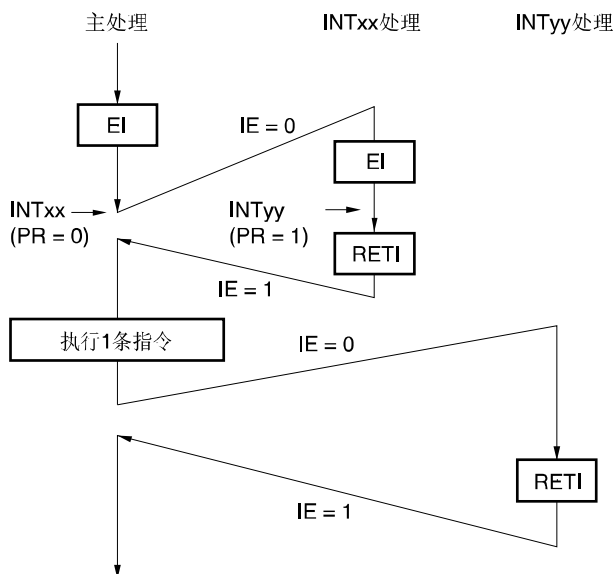 主处理
INTxx处理
INTyy处理
EI
IE = 0
EI
INTxx
(PR = 0)
INTyy
(PR = 1)
RETI
IE = 1
执行1条指令
IE = 0
RETI
IE = 1